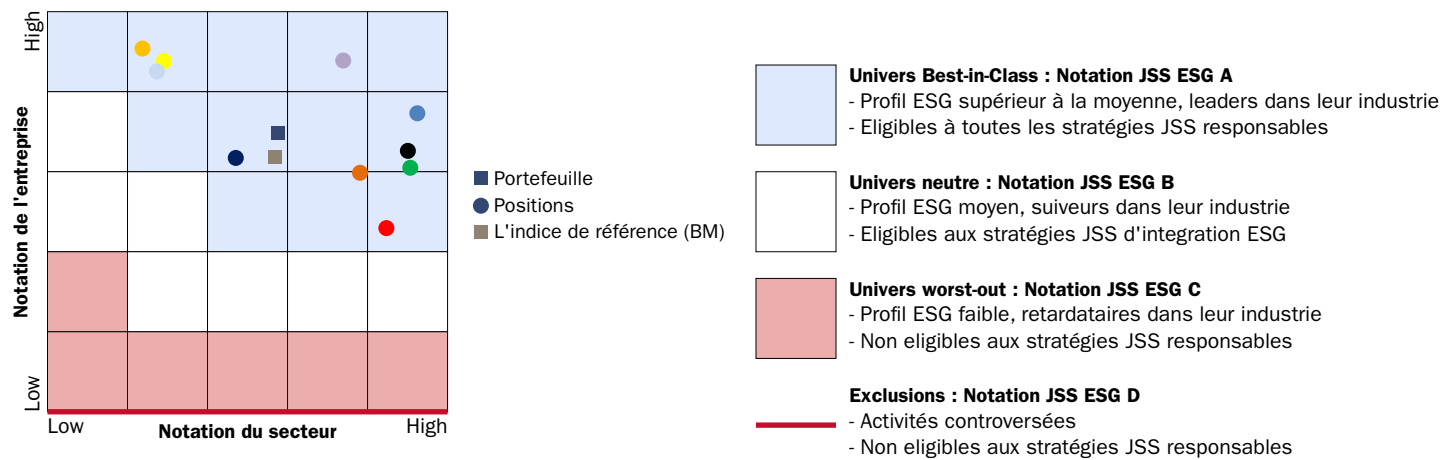 High
Notation de l'entreprise
Low
Low
Notation du secteur
High
Portefeuille
Positions
L'indice de référence (BM)
Univers Best-in-Class : Notation JSS ESG A
- Profil ESG supérieur à la moyenne, leaders dans leur industrie
- Eligibles à toutes les stratégies JSS responsables
Univers neutre : Notation JSS ESG B
- Profil ESG moyen, suiveurs dans leur industrie
- Eligibles aux stratégies JSS d'integration ESG
Univers worst-out : Notation JSS ESG C
- Profil ESG faible, retardataires dans leur industrie
- Non eligibles aux stratégies JSS responsables
Exclusions : Notation JSS ESG D
- Activités controversées
- Non eligibles aux stratégies JSS responsables